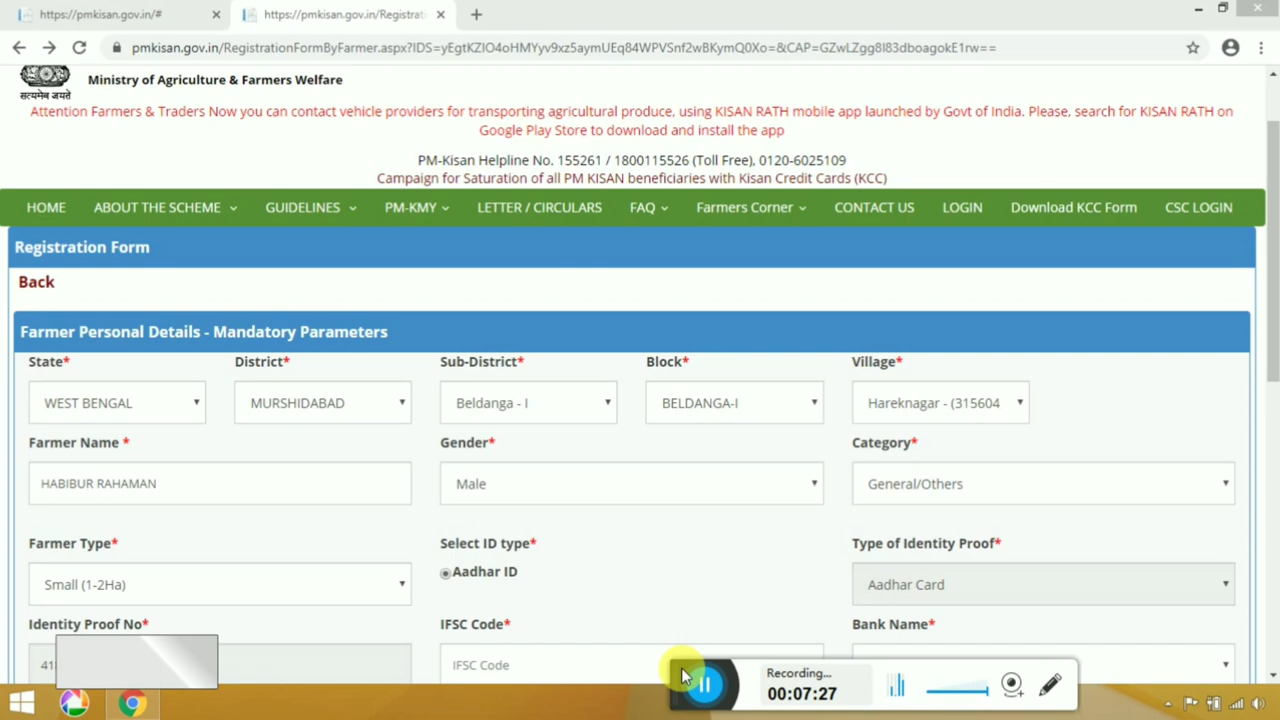 https://pmkisan.gov.in/#
https://pmkisan.gov.in/Registrati
pmkisan.gov.in/RegistrationFormByFarmer.aspx?IDS=yEgtKZIO4oHMYyv9xz5aymUEq84WPVSnf2wBKymQ0Xo=&CAP=GZwLZgg8I83dboagokE1rw==
सत्यमेव जयते
Ministry of Agriculture & Farmers Welfare
Attention Farmers & Traders Now you can contact vehicle providers for transporting agricultural produce, using KISAN RATH mobile app launched by Govt of India. Please, search for KISAN RATH on
Google Play Store to download and install the app
PM-Kisan Helpline No. 155261 / 1800115526 (Toll Free), 0120-6025109
Campaign for Saturation of all PM KISAN beneficiaries with Kisan Credit Cards (KCC)
HOME ABOUT THE SCHEME GUIDELINES PM-KMY LETTER / CIRCULARS FAQ Farmers Corner CONTACT US LOGIN Download KCC Form CSC LOGIN
Registration Form
Back
Farmer Personal Details - Mandatory Parameters
State* District* Sub-District* Block* Village*
WEST BENGAL MURSHIDABAD Beldanga - I BELDANGA-I Hareknagar - (315604
Farmer Name * Gender* Category*
HABIBUR RAHAMAN Male General/Others
Farmer Type* Select ID type* Type of Identity Proof*
Small (1-2Ha) Aadhar ID Aadhar Card
Identity Proof No* IFSC Code* Bank Name*
IFSC Code
Recording...
00:07:27